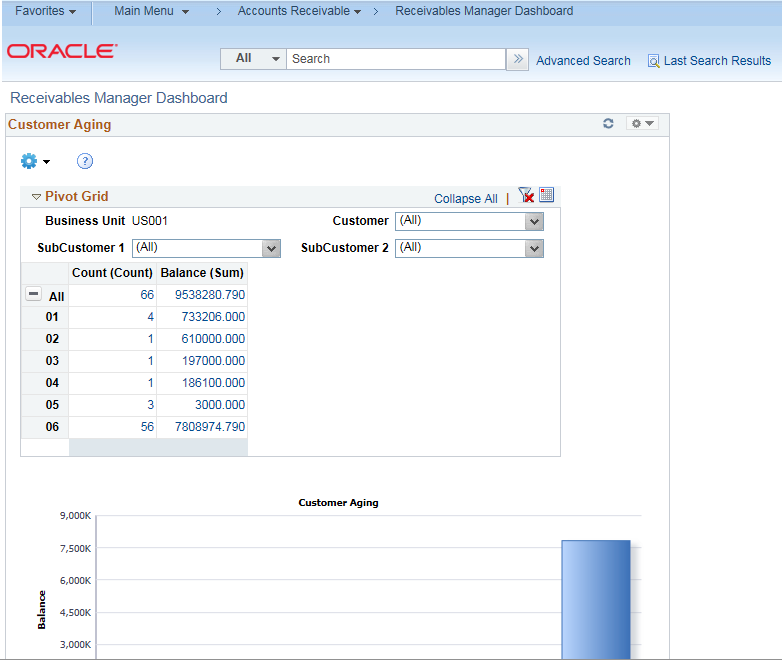 Favorites Main Menu > Accounts Receivable > Receivables Manager Dashboard
ORACLE All Search » Advanced Search Last Search Results
Receivables Manager Dashboard
Customer Aging
?
Pivot Grid Collapse All |
Business Unit US001 Customer (All)
SubCustomer 1 (All) SubCustomer 2 (All)
Count (Count) Balance (Sum)
All 66 9538280.790
01 4 733206.000
02 1 610000.000
03 1 197000.000
04 1 186100.000
05 3 3000.000
06 56 7808974.790
Customer Aging
9,000K
7,500K
6,000K
4,500K
3,000K
Balance